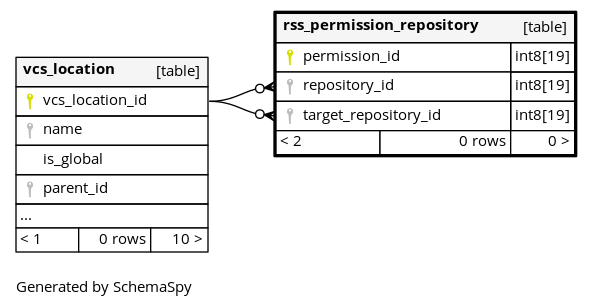 vcs_location [table]
vcs_location_id
name
is_global
parent_id
...
< 1 0 rows 10 >
rss_permission_repository [table]
permission_id int8[19]
repository_id int8[19]
target_repository_id int8[19]
< 2 0 rows 0 >
Generated by SchemaSpy